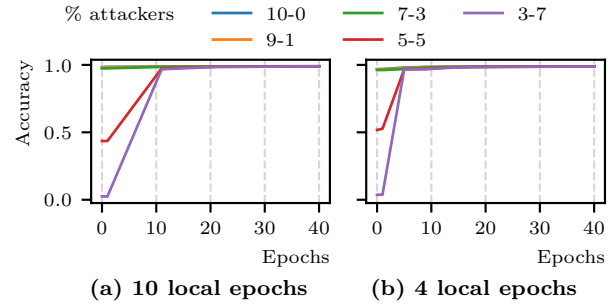 % attackers 10-0 7-3 3-7
9-1 5-5
Accuracy
1.0
0.5
0.0
0 10 20 30 40
Epochs
(a) 10 local epochs
1.0
0.5
0.0
0 10 20 30 40
Epochs
(b) 4 local epochs